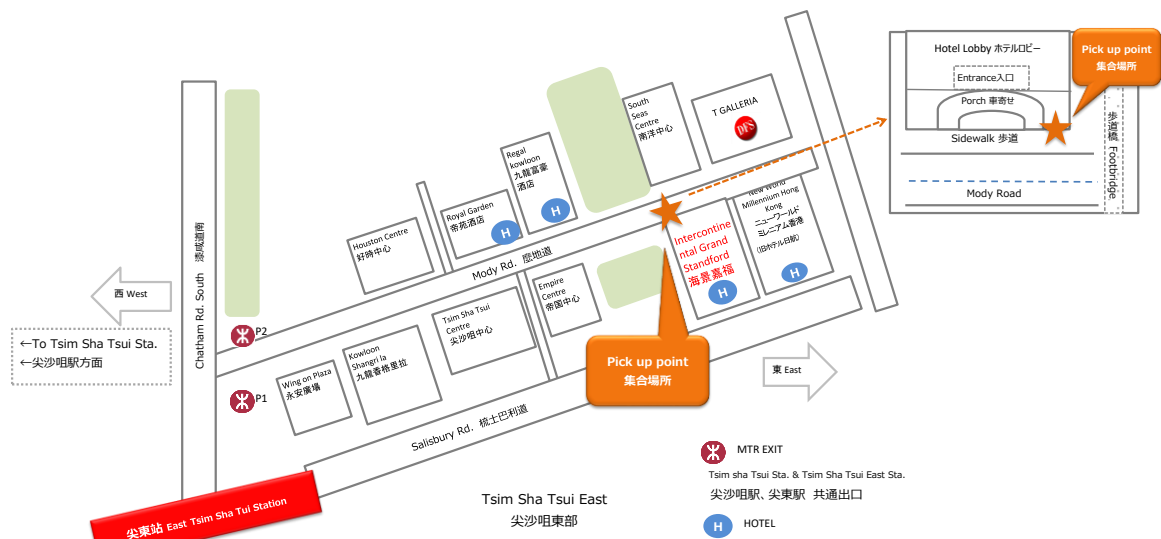 Hotel Lobby ホテルロビー
Entrance入口
Porch 車寄せ
Sidewalk 歩道
Mody Road
歩道橋 Footbridge
Pick up point
集合場所
T GALLERIA
DFS
South
Seas
Centre
南洋中心
Regal
kowloon
九龍富豪
酒店
H
Royal Garden
帝苑酒店
H
Houston Centre
好時中心
Mody Rd. 麽地道
New World
Millennium Hong
Kong
ニューワールド
ミレニアム香港
(旧ホテル日航)
H
Intercontine
ntal Grand
Standford
海景嘉福
H
Empire
Centre
帝国中心
Tsim Sha Tsui
Centre
尖沙咀中心
Kowloon
Shangri la
九龍香格里拉
Wing on Plaza
永安廣場
Pick up point
集合場所
Chatham Rd. South 漆咸道南
西 West
←To Tsim Sha Tsui Sta.
←尖沙咀駅方面
P2
P1
東 East
Salisbury Rd. 梳士巴利道
尖東站 East Tsim Sha Tui Station
Tsim Sha Tsui East
尖沙咀東部
MTR EXIT
Tsim sha Tsui Sta. & Tsim Sha Tsui East Sta.
尖沙咀駅、尖東駅 共通出口
H HOTEL